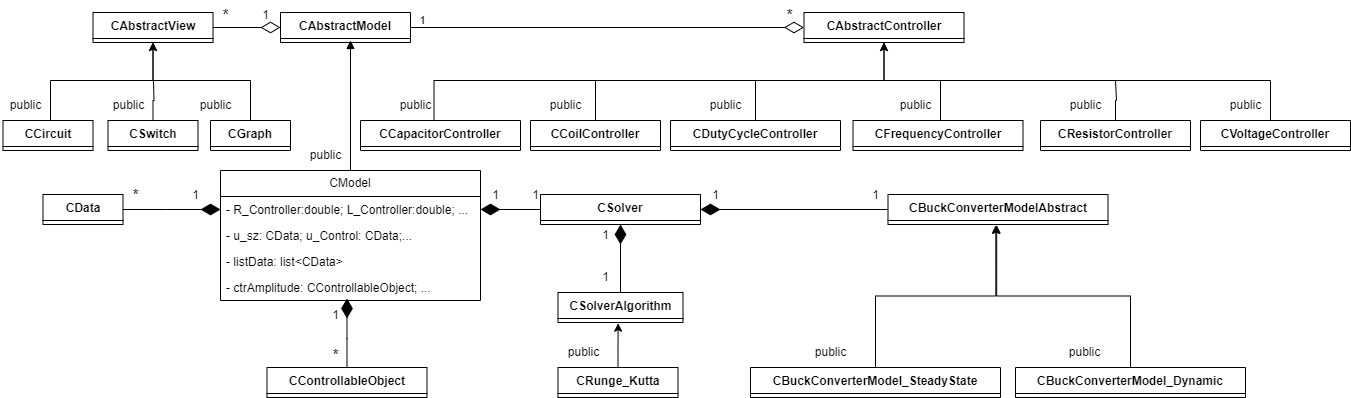 CAbstractView
*
1
CAbstractModel
1
*
CAbstractController
public
public
public
public
public
public
public
public
public
CCircuit
CSwitch
CGraph
CCapacitorController
CCoilController
CDutyCycleController
CFrequencyController
CResistorController
CVoltageController
public
CData
*
1
CModel
- R_Controller:double; L_Controller:double; ...
- u_sz: CData; u_Control: CData;...
- listData: list<CData>
- ctrAmplitude: CControllableObject; ...
1
1
CSolver
1
1
CBuckConverterModelAbstract
1
1
CSolverAlgorithm
1
*
CControllableObject
public
CRunge_Kutta
public
public
CBuckConverterModel_SteadyState
CBuckConverterModel_Dynamic